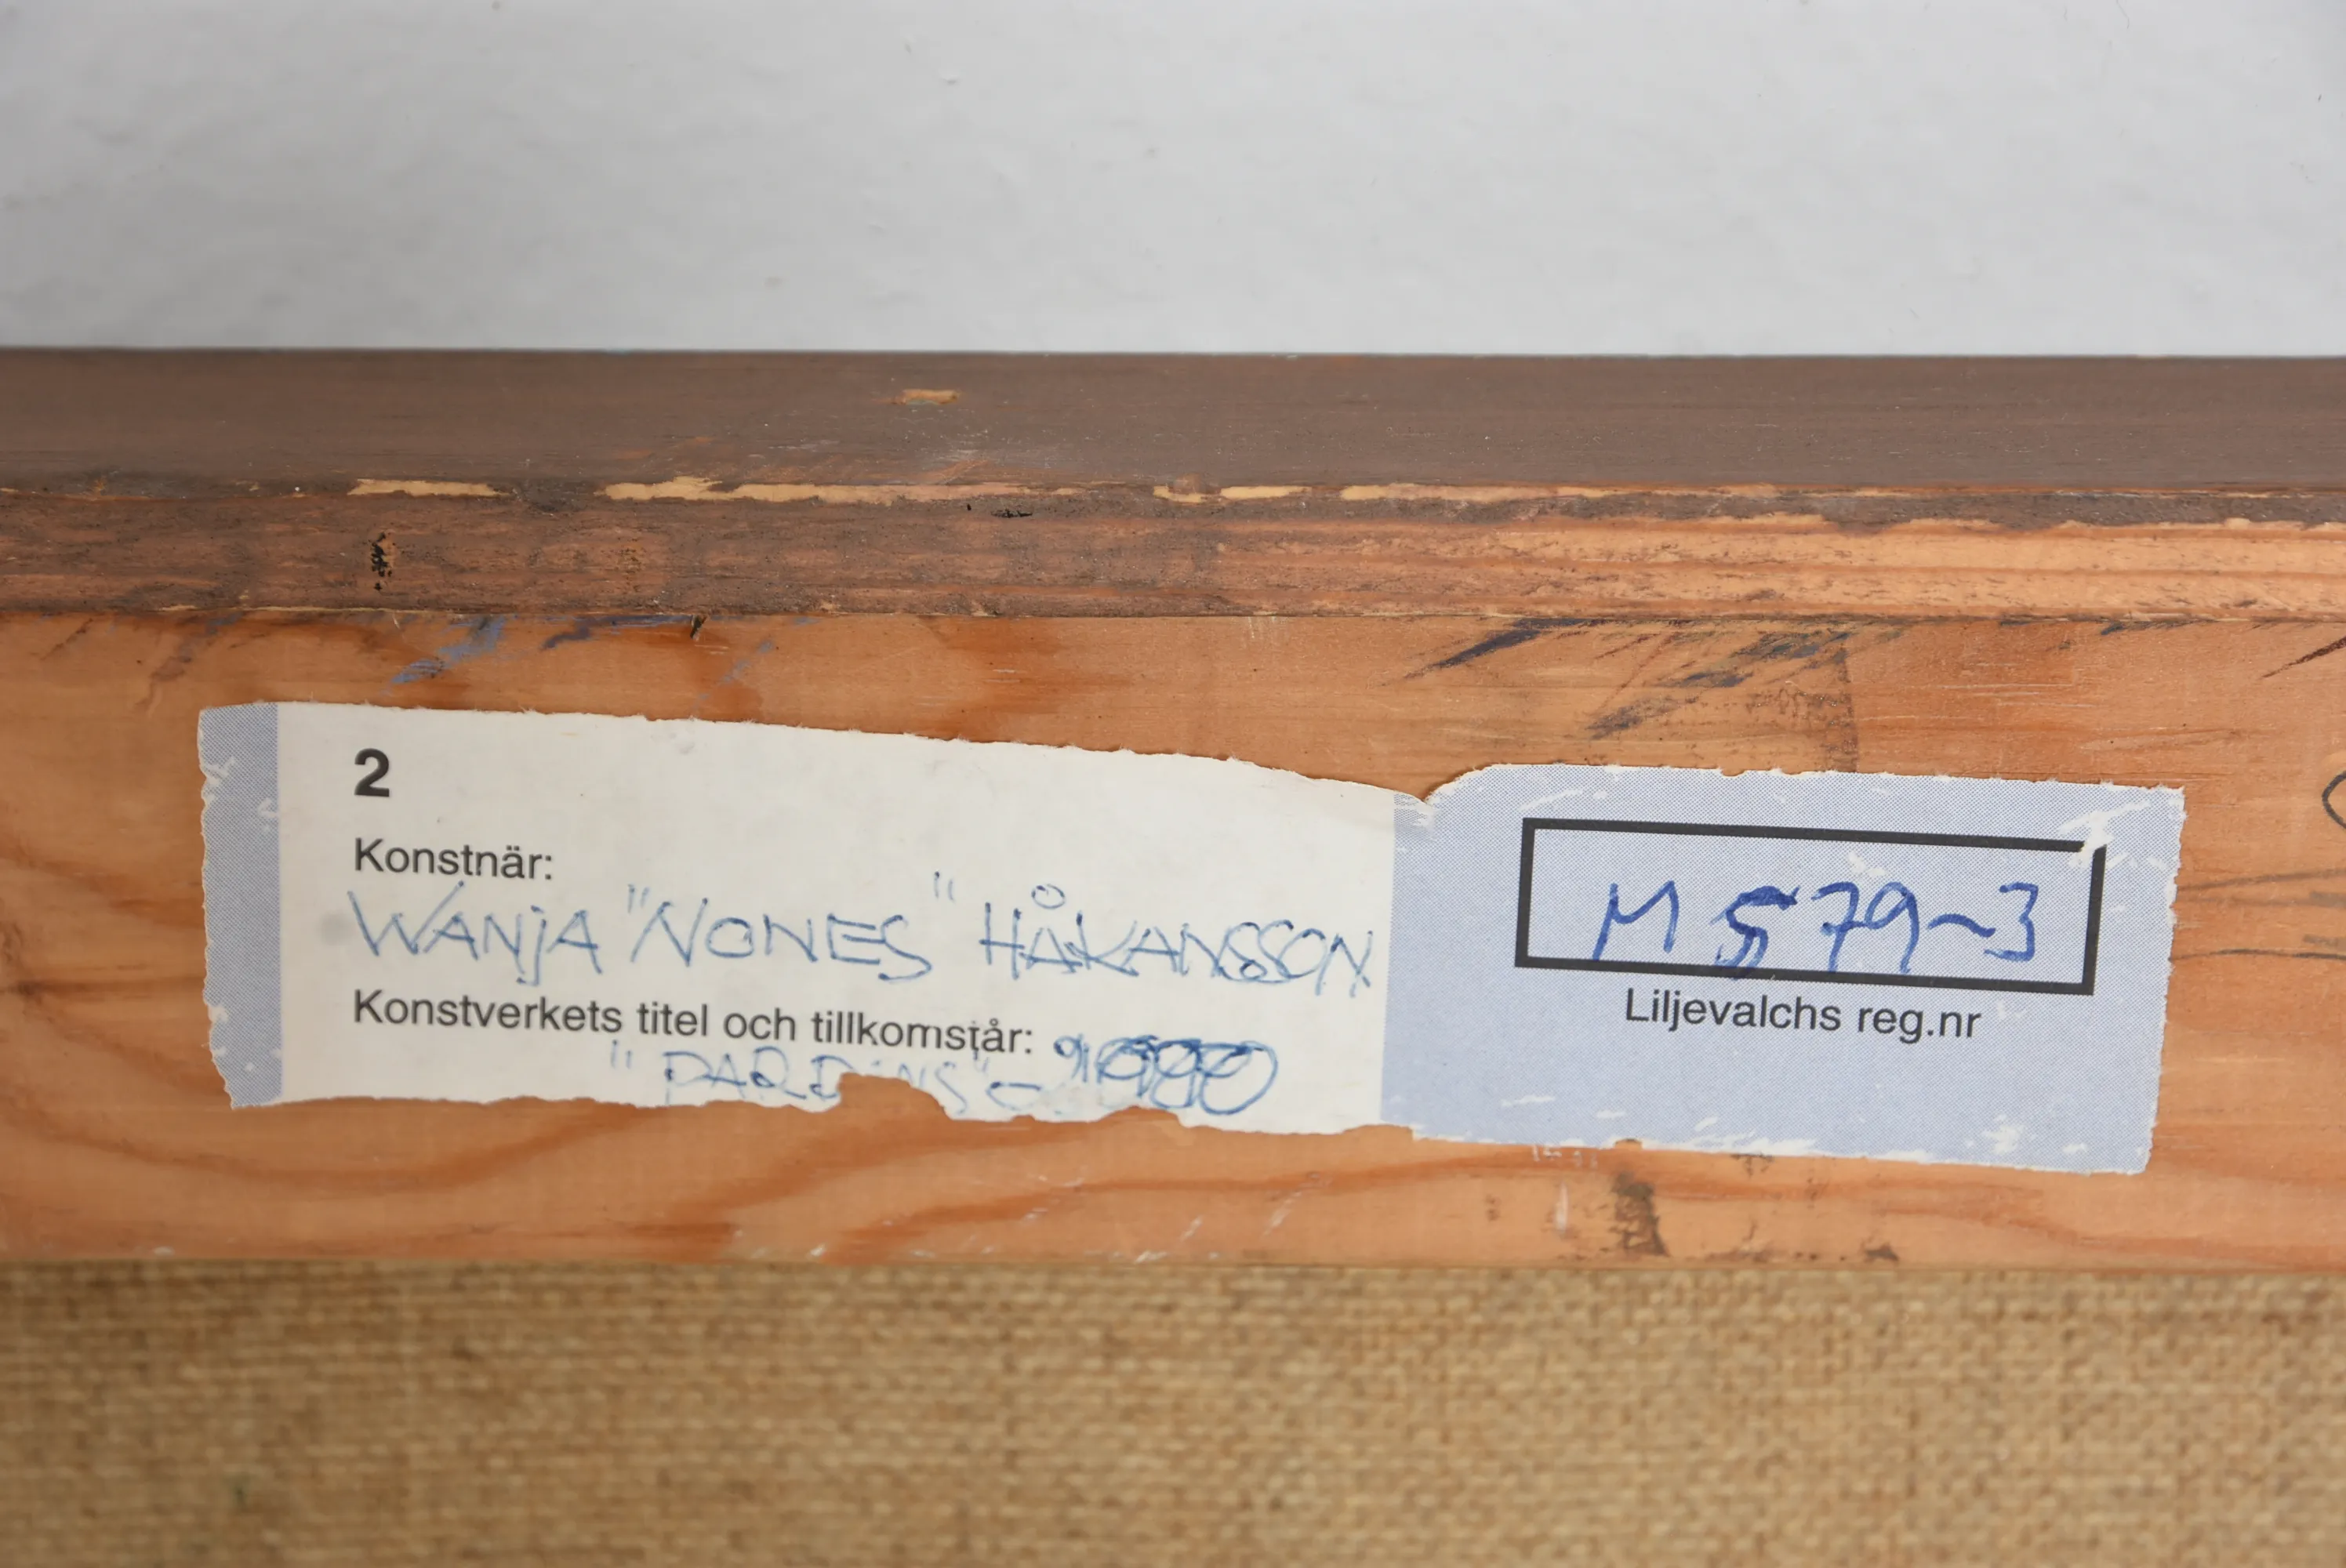 2
Konstnär:
WANJA "NONES" HÅKANSSON
Konstverkets titel och tillkomstår:
M 579-3
Liljevalchs reg.nr